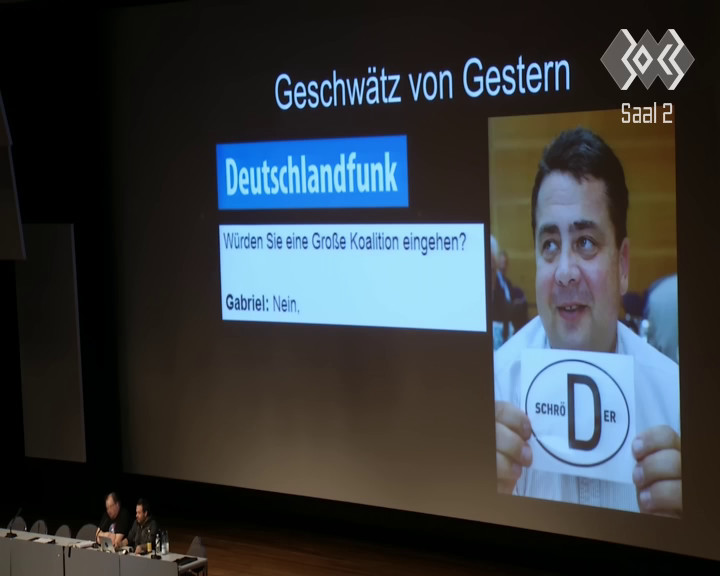 Geschwätz von Gestern
Saal 2
Deutschlandfunk
Würden Sie eine Große Koalition eingehen?
Gabriel: Nein,
SCHRÖ D ER